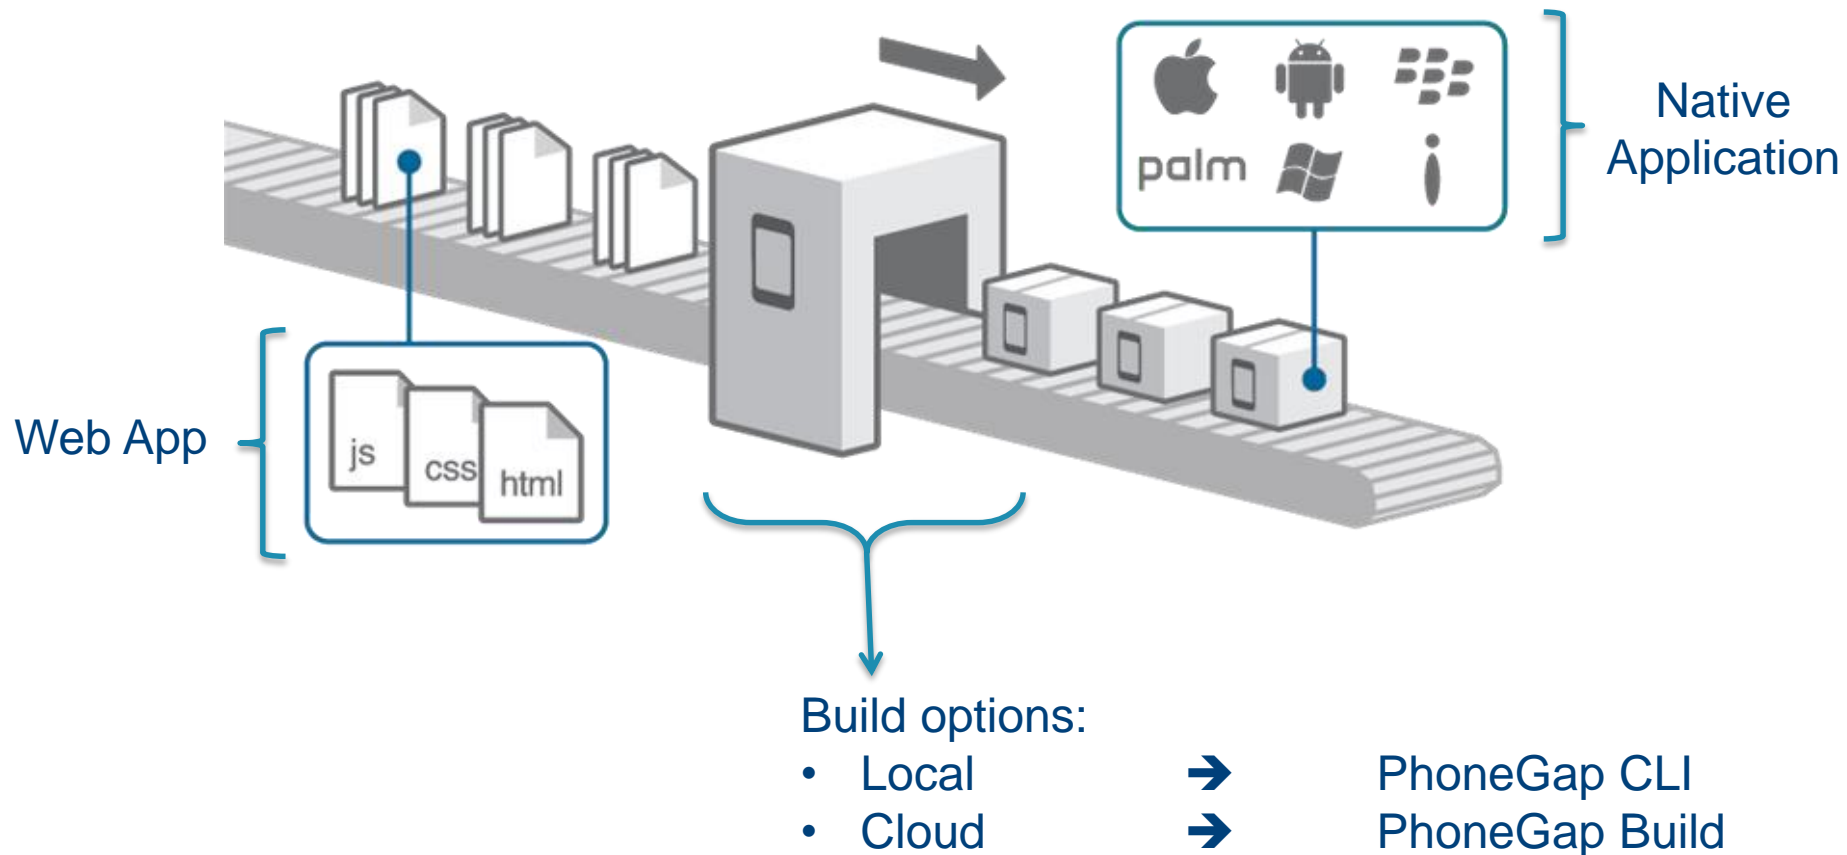 palm
Native
Application
Web App
js
css
html
Build options:
• Local ➔ PhoneGap CLI
• Cloud ➔ PhoneGap Build